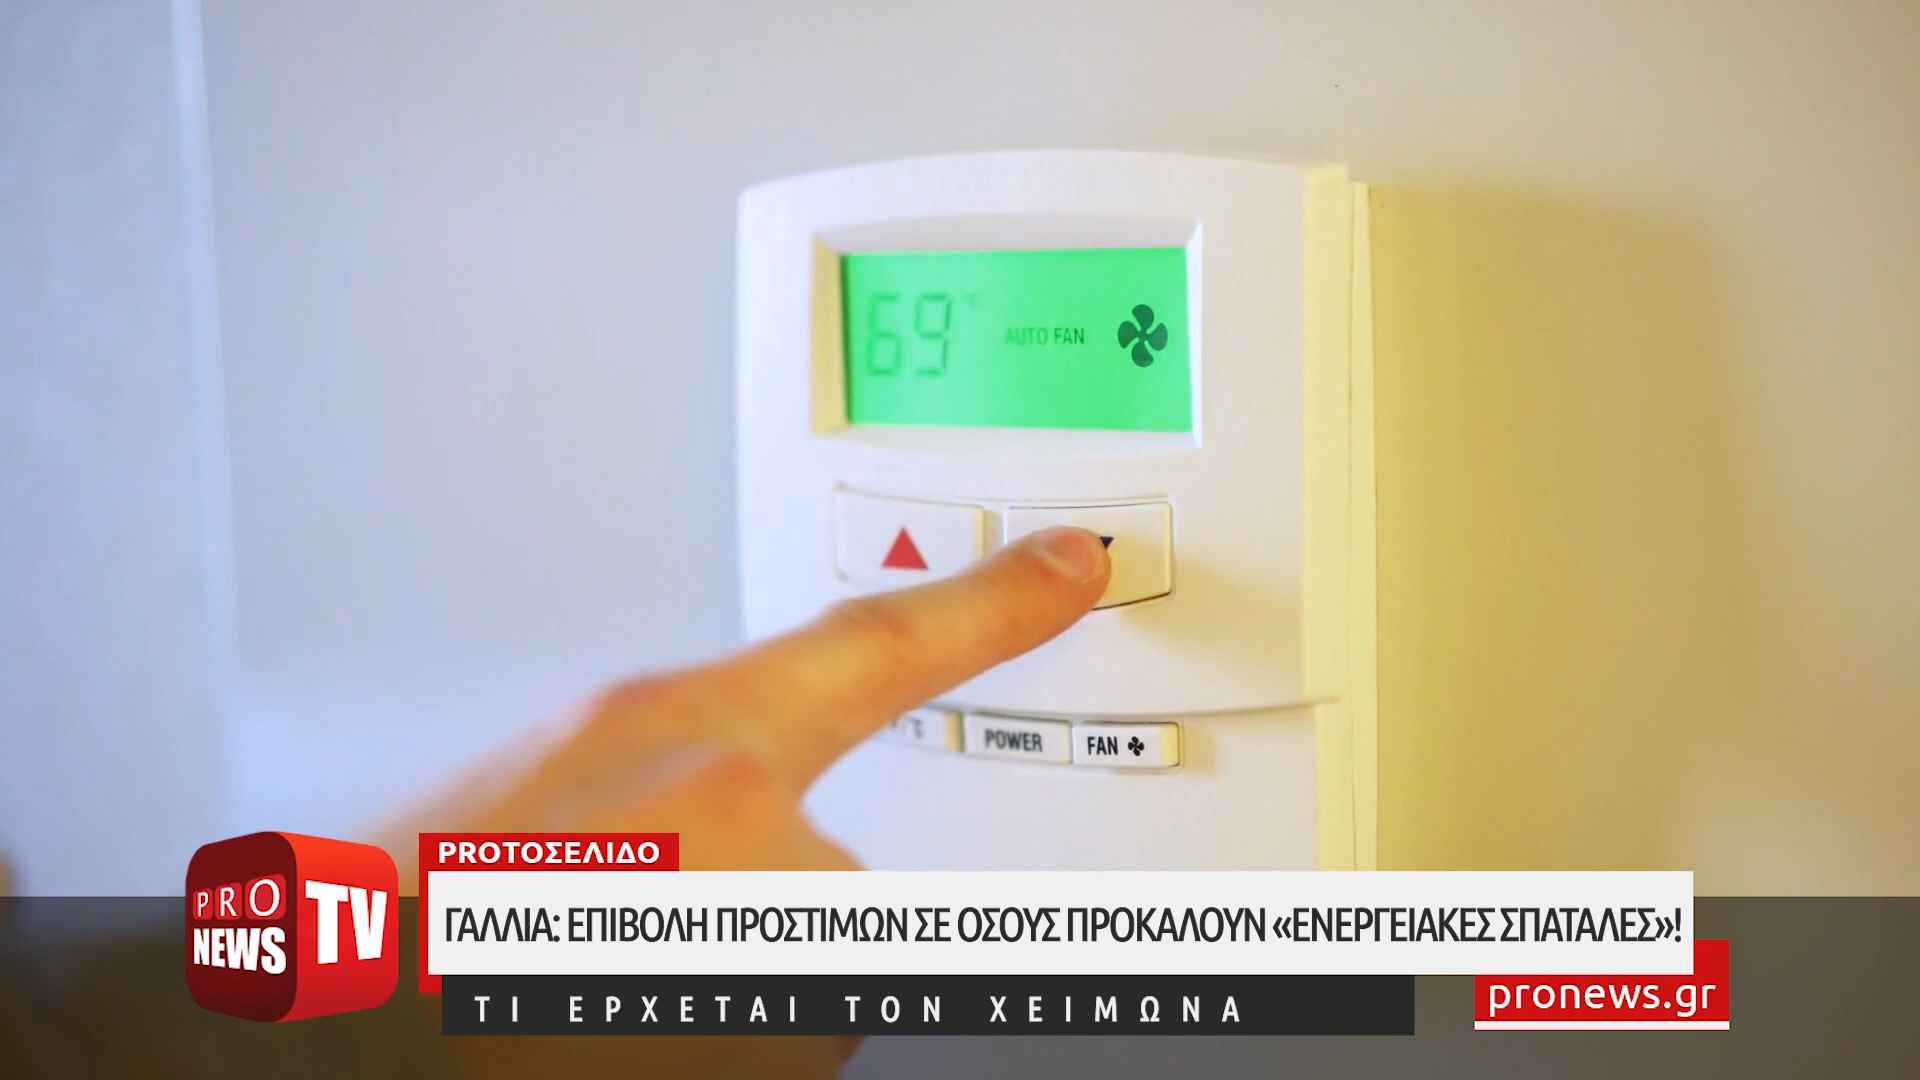 69°F
AUTO FAN
POWER
FAN
PROTOΣΕΛΙΔΟ
PRO
NEWS
TV
ΓΑΛΛΙΑ: ΕΠΙΒΟΛΗ ΠΡΟΣΤΙΜΩΝ ΣΕ ΟΣΟΥΣ ΠΡΟΚΑΛΟΥΝ «ΕΝΕΡΓΕΙΑΚΕΣ ΣΠΑΤΑΛΕΣ»!
ΤΙ ΕΡΧΕΤΑΙ ΤΟΝ ΧΕΙΜΩΝΑ
pronews.gr